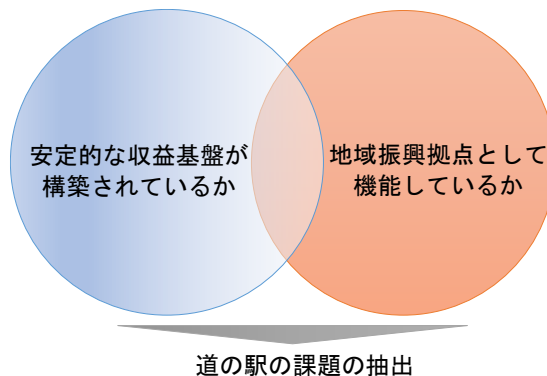 安定的な収益基盤が
構築されているか
地域振興拠点として
機能しているか
道の駅の課題の抽出